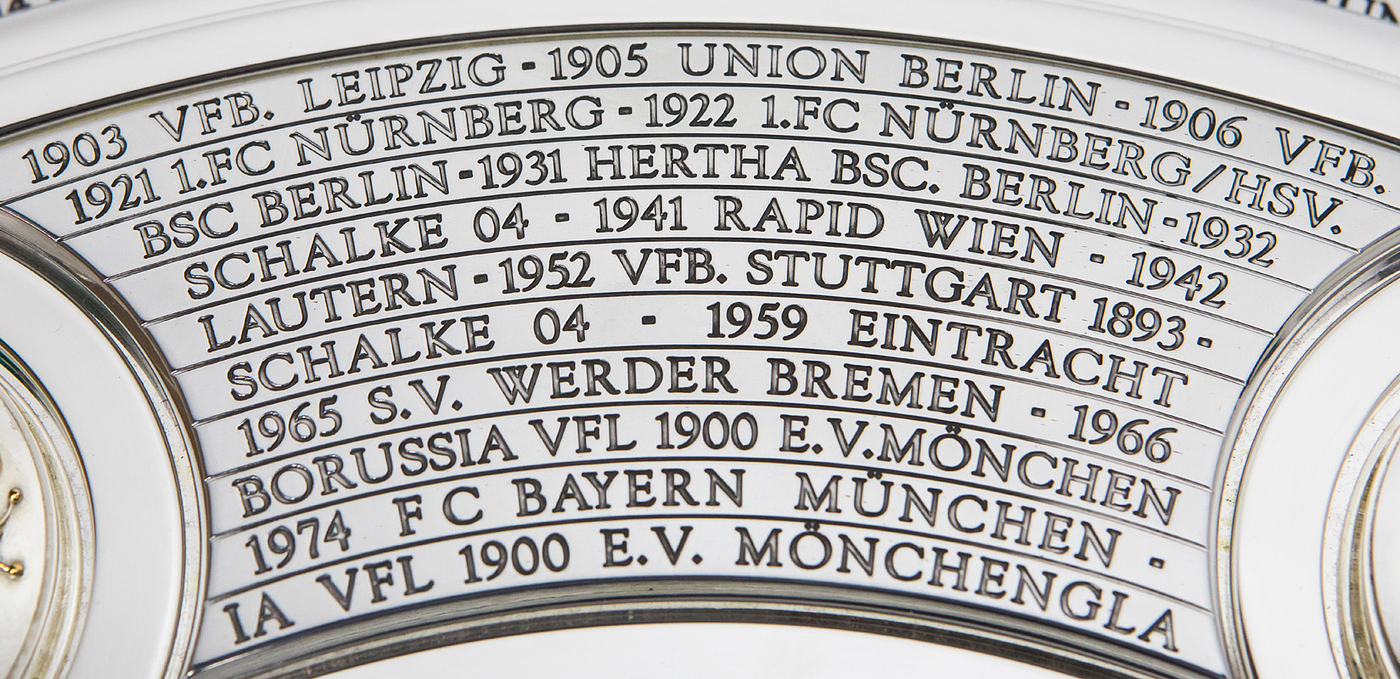 1903 VFB. LEIPZIG - 1905 UNION BERLIN - 1906 VFB.
1921 1.FC NÜRNBERG - 1922 1.FC NÜRNBERG/HSV.
BSC BERLIN - 1931 HERTHA BSC. BERLIN - 1932
SCHALKE 04 - 1941 RAPID WIEN - 1942
LAUTERN - 1952 VFB. STUTTGART 1893 -
SCHALKE 04 - 1959 EINTRACHT
1965 S.V. WERDER BREMEN - 1966
BORUSSIA VFL 1900 E.V.MÖNCHEN
1974 FC BAYERN MÜNCHEN -
IA VFL 1900 E.V. MÖNCHENGLA